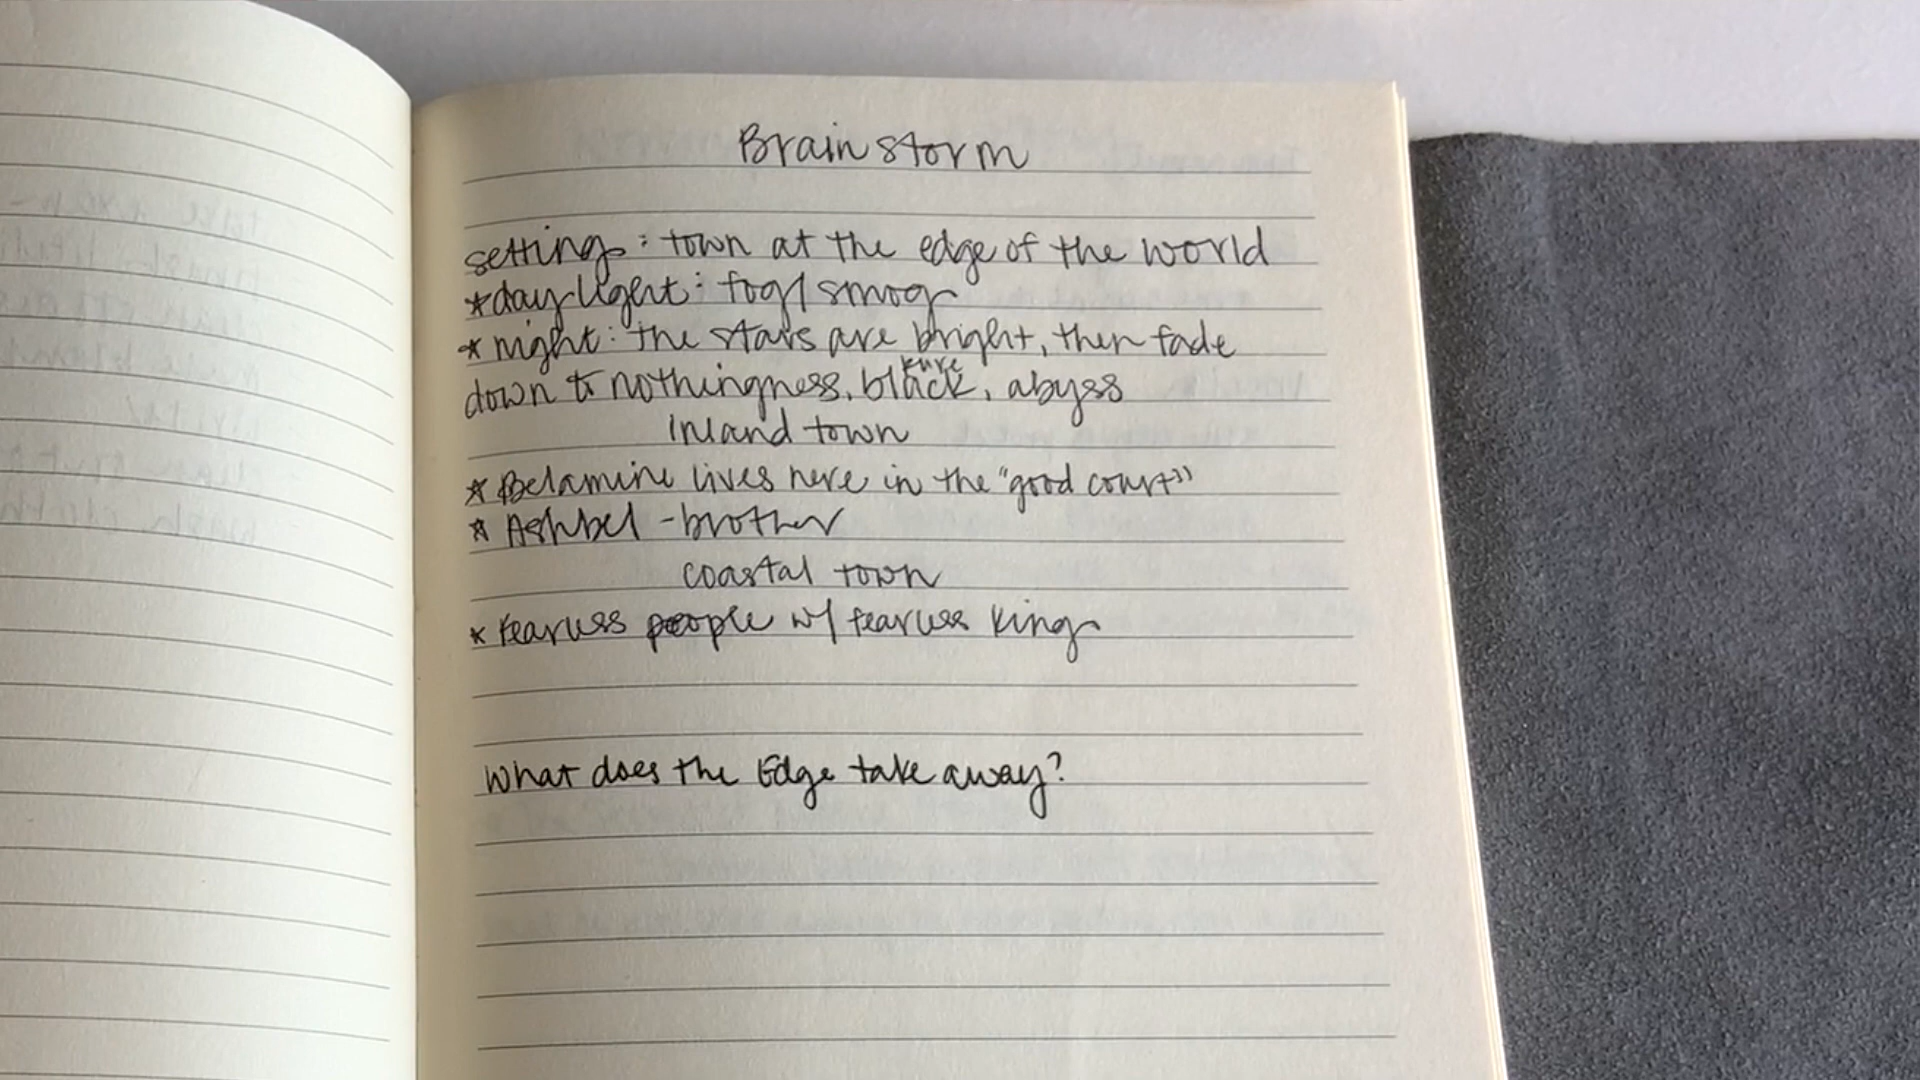 Brainstorm
setting: town at the edge of the world
*daylight: fog/smog
* night: the stars are bright, then fade
pure
down to nothingness. black. abyss
Inland town
* Belamine lives here in the "good court"
* Ashbel - brother
coastal town
* Fearless people w/ fearless king
What does the Edge take away?